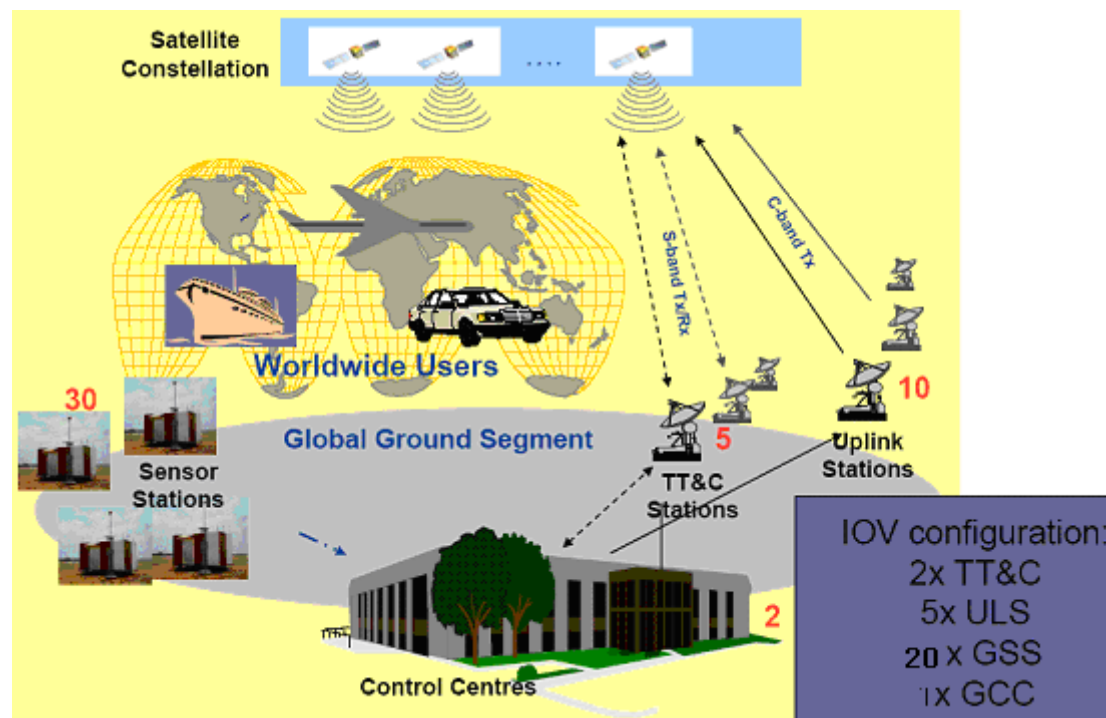 Satellite
Constellation
....
C-band Tx
S-band Tx/Rx
Worldwide Users
30
10
Global Ground Segment
5
Uplink
Stations
Sensor
Stations
TT&C
Stations
IOV configuration:
2x TT&C
5x ULS
20 x GSS
1x GCC
2
Control Centres